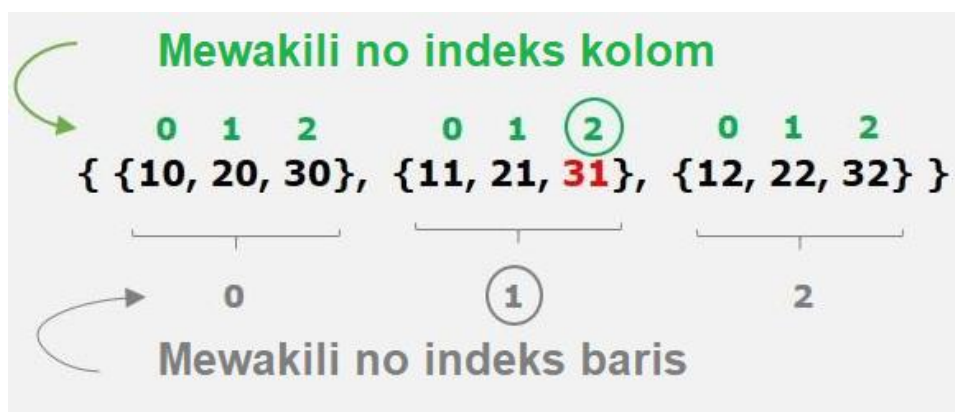 Mewakili no indeks kolom
0 1 2 0 1 2 0 1 2
{ {10, 20, 30}, {11, 21, 31}, {12, 22, 32} }
0 1 2
Mewakili no indeks baris